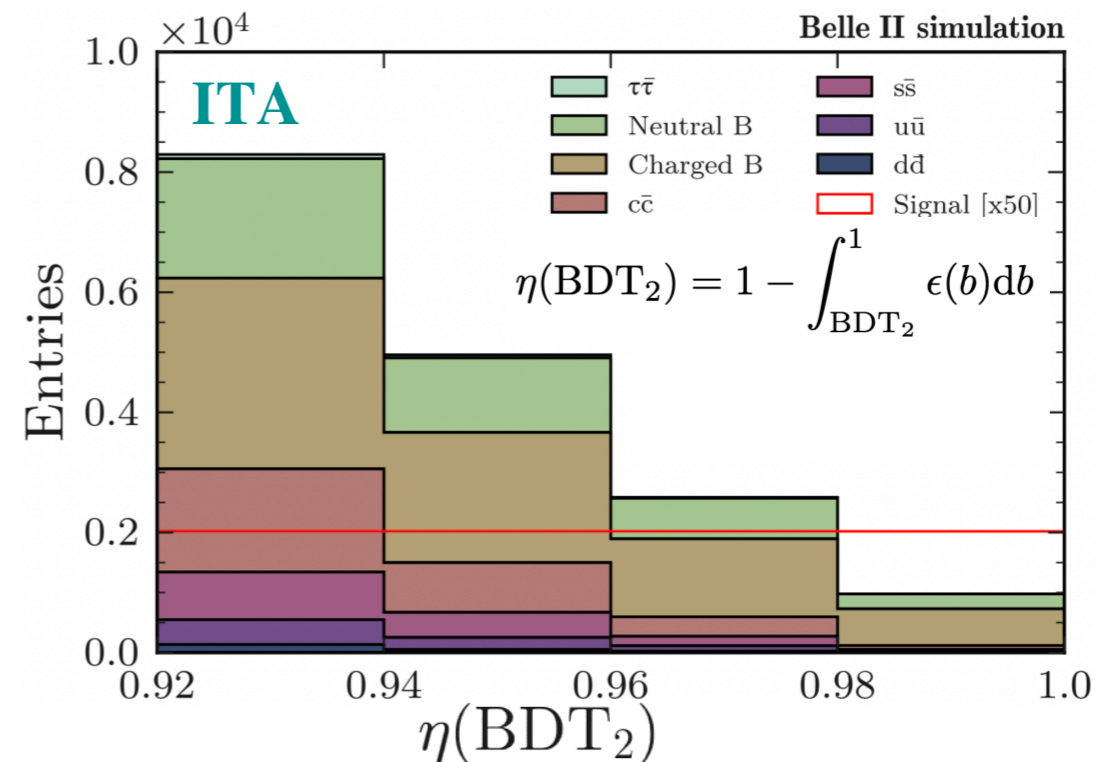 ×10⁴
Belle II simulation
1.0
0.8
0.6
0.4
0.2
0.0
Entries
ITA
ττ̄
Neutral B
Charged B
cc̄
ss̄
uū
dd̄
Signal [x50]
η(BDT₂) = 1 − ∫_{BDT₂}^{1} ϵ(b)db
0.92 0.94 0.96 0.98 1.0
η(BDT₂)